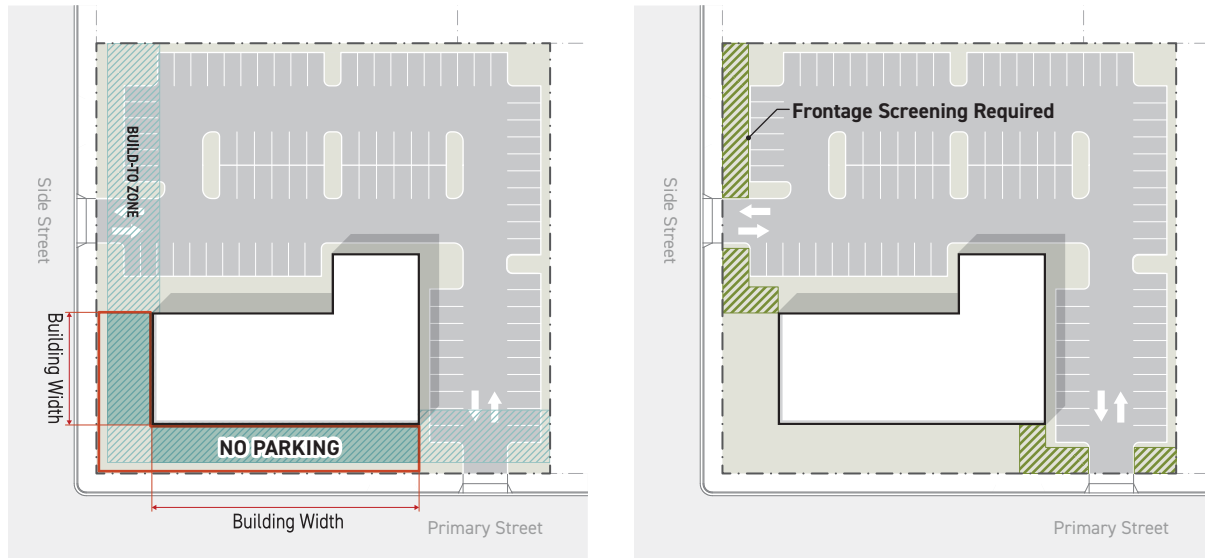 BUILD-TO ZONE
Side Street
Building Width
NO PARKING
Building Width
Primary Street
Frontage Screening Required
Side Street
Primary Street